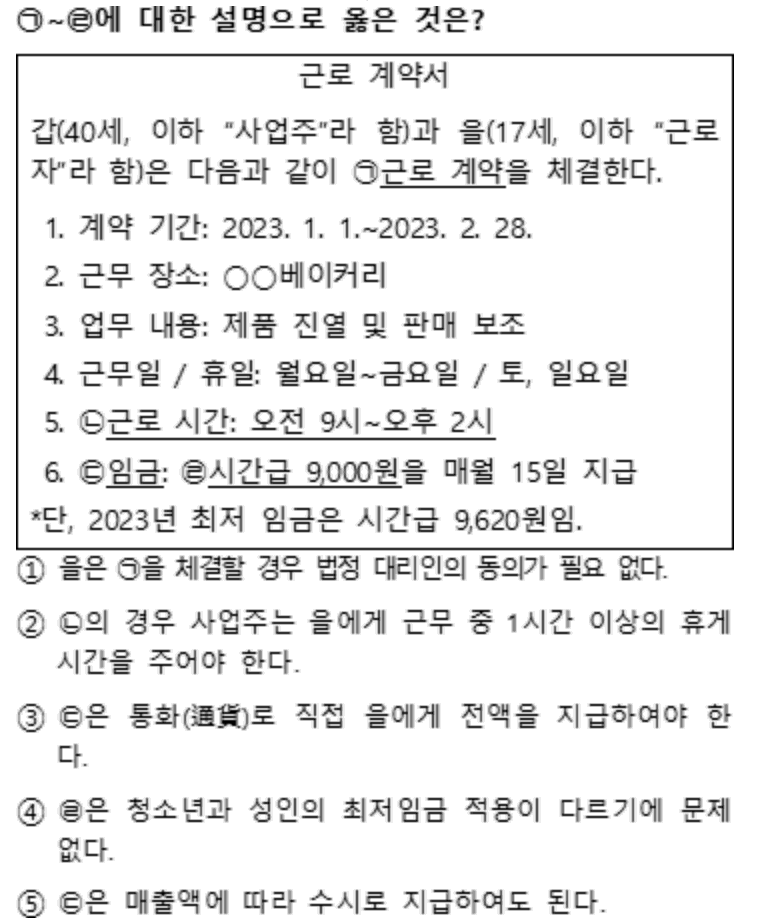 ㉠~㉣에 대한 설명으로 옳은 것은?
근로 계약서
갑(40세, 이하 “사업주”라 함)과 을(17세, 이하 “근로
자”라 함)은 다음과 같이 ㉠근로 계약을 체결한다.
1. 계약 기간: 2023. 1. 1.~2023. 2. 28.
2. 근무 장소: ○○베이커리
3. 업무 내용: 제품 진열 및 판매 보조
4. 근무일 / 휴일: 월요일~금요일 / 토, 일요일
5. ㉡근로 시간: 오전 9시~오후 2시
6. ㉢임금: ㉣시간급 9,000원을 매월 15일 지급
*단, 2023년 최저 임금은 시간급 9,620원임.
① 을은 ㉠을 체결할 경우 법정 대리인의 동의가 필요 없다.
② ㉡의 경우 사업주는 을에게 근무 중 1시간 이상의 휴게
시간을 주어야 한다.
③ ㉢은 통화(通貨)로 직접 을에게 전액을 지급하여야 한
다.
④ ㉣은 청소년과 성인의 최저임금 적용이 다르기에 문제
없다.
⑤ ㉢은 매출액에 따라 수시로 지급하여도 된다.